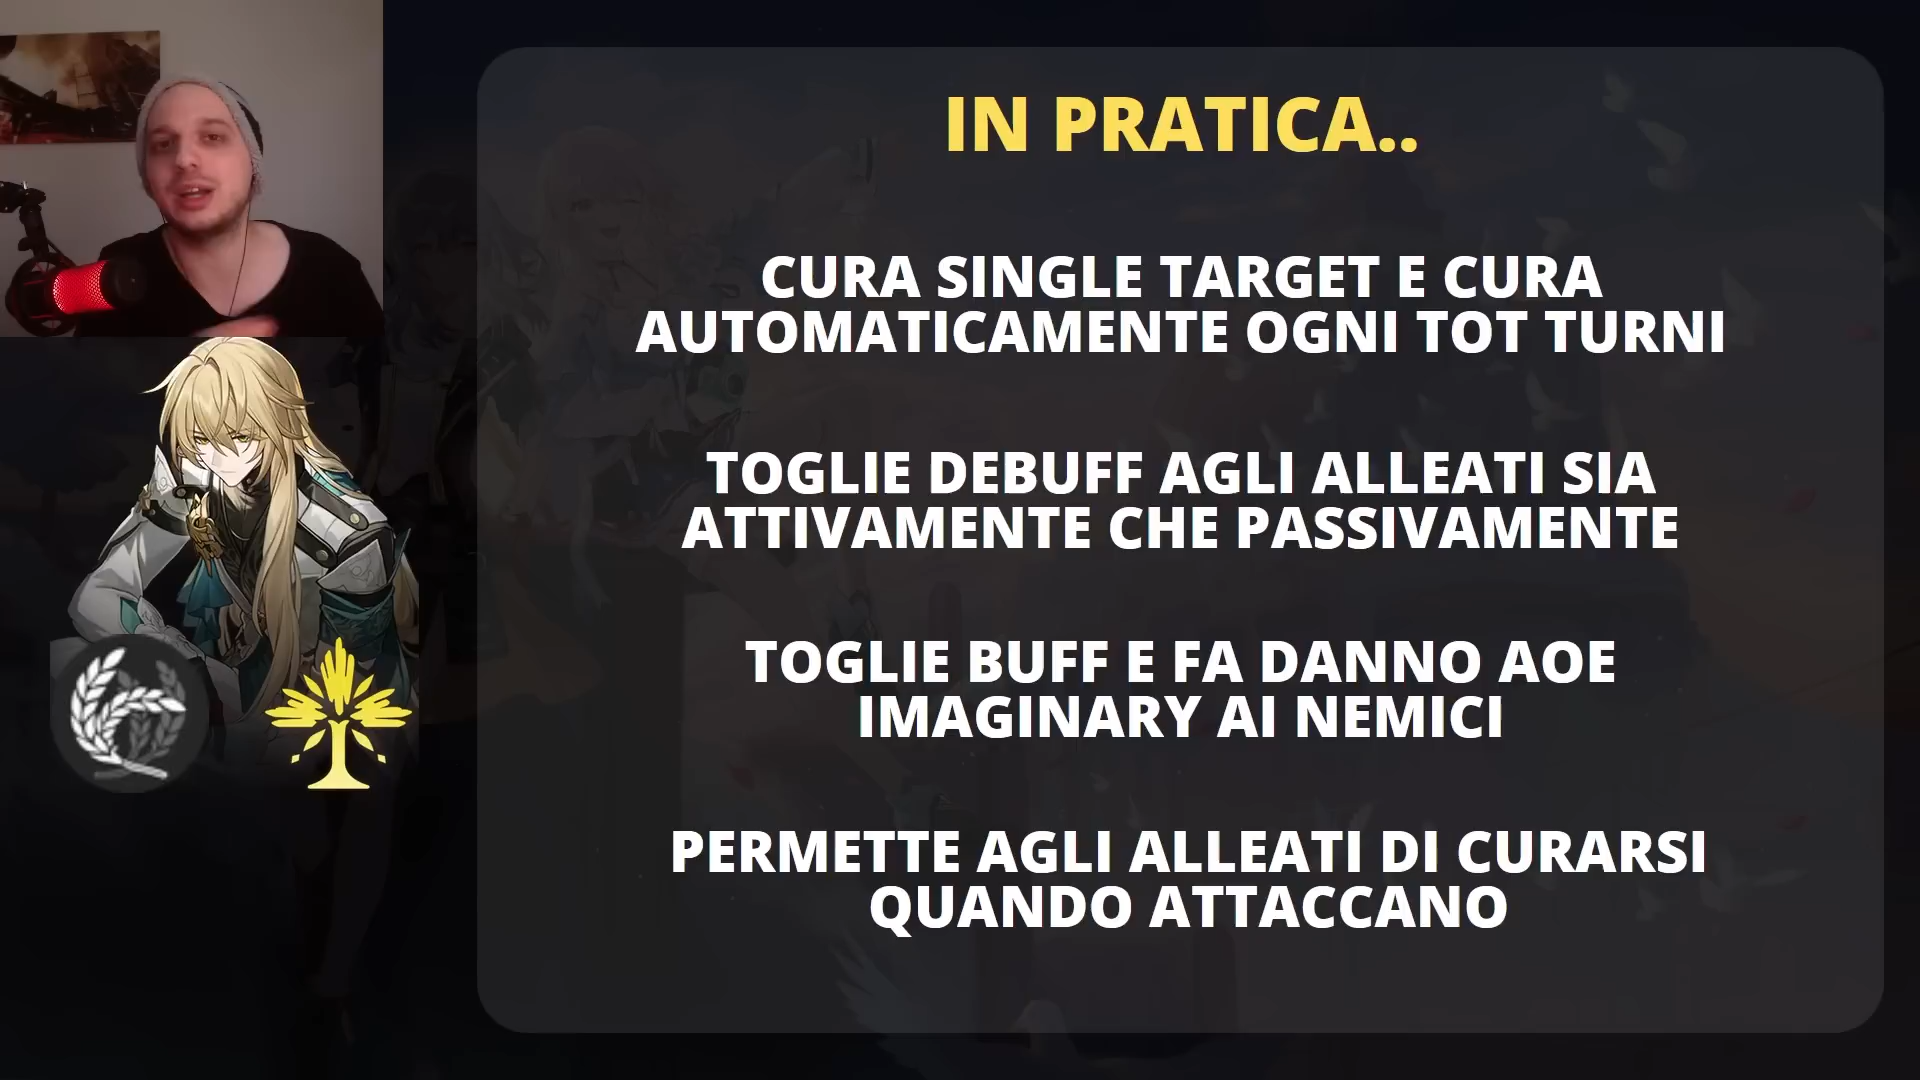 IN PRATICA..
CURA SINGLE TARGET E CURA
AUTOMATICAMENTE OGNI TOT TURNI
TOGLIE DEBUFF AGLI ALLEATI SIA
ATTIVAMENTE CHE PASSIVAMENTE
TOGLIE BUFF E FA DANNO AOE
IMAGINARY AI NEMICI
PERMETTE AGLI ALLEATI DI CURARSI
QUANDO ATTACCANO